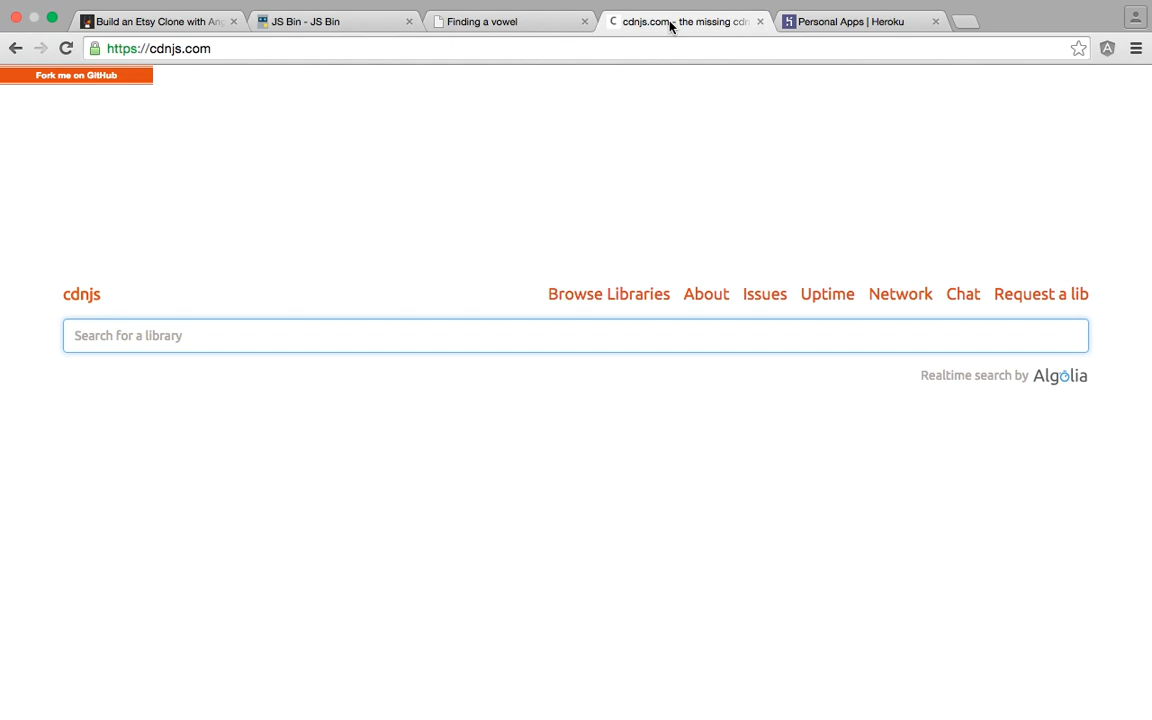 Build an Etsy Clone with Ang
JS Bin - JS Bin
Finding a vowel
cdnjs.com - the missing cdn
Personal Apps | Heroku
https://cdnjs.com
Fork me on GitHub
cdnjs
Browse Libraries About Issues Uptime Network Chat Request a lib
Search for a library
Realtime search by Algolia